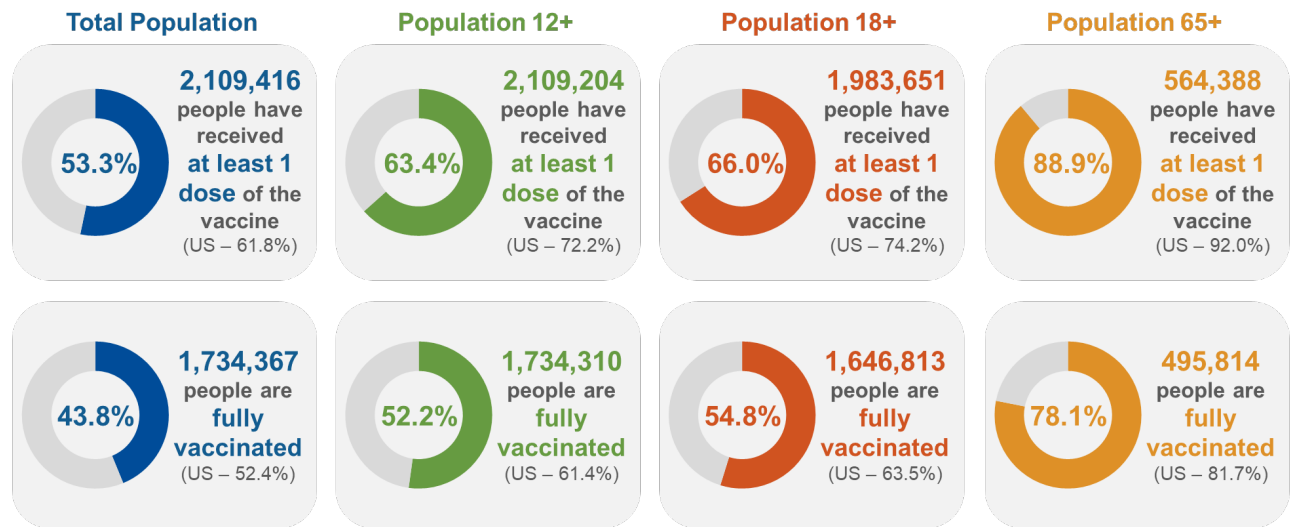 Total Population
53.3%
2,109,416
people have
received
at least 1
dose of the
vaccine
(US – 61.8%)
Population 12+
63.4%
2,109,204
people have
received
at least 1
dose of the
vaccine
(US – 72.2%)
Population 18+
66.0%
1,983,651
people have
received
at least 1
dose of the
vaccine
(US – 74.2%)
Population 65+
88.9%
564,388
people have
received
at least 1
dose of the
vaccine
(US – 92.0%)
43.8%
1,734,367
people are
fully
vaccinated
(US – 52.4%)
52.2%
1,734,310
people are
fully
vaccinated
(US – 61.4%)
54.8%
1,646,813
people are
fully
vaccinated
(US – 63.5%)
78.1%
495,814
people are
fully
vaccinated
(US – 81.7%)